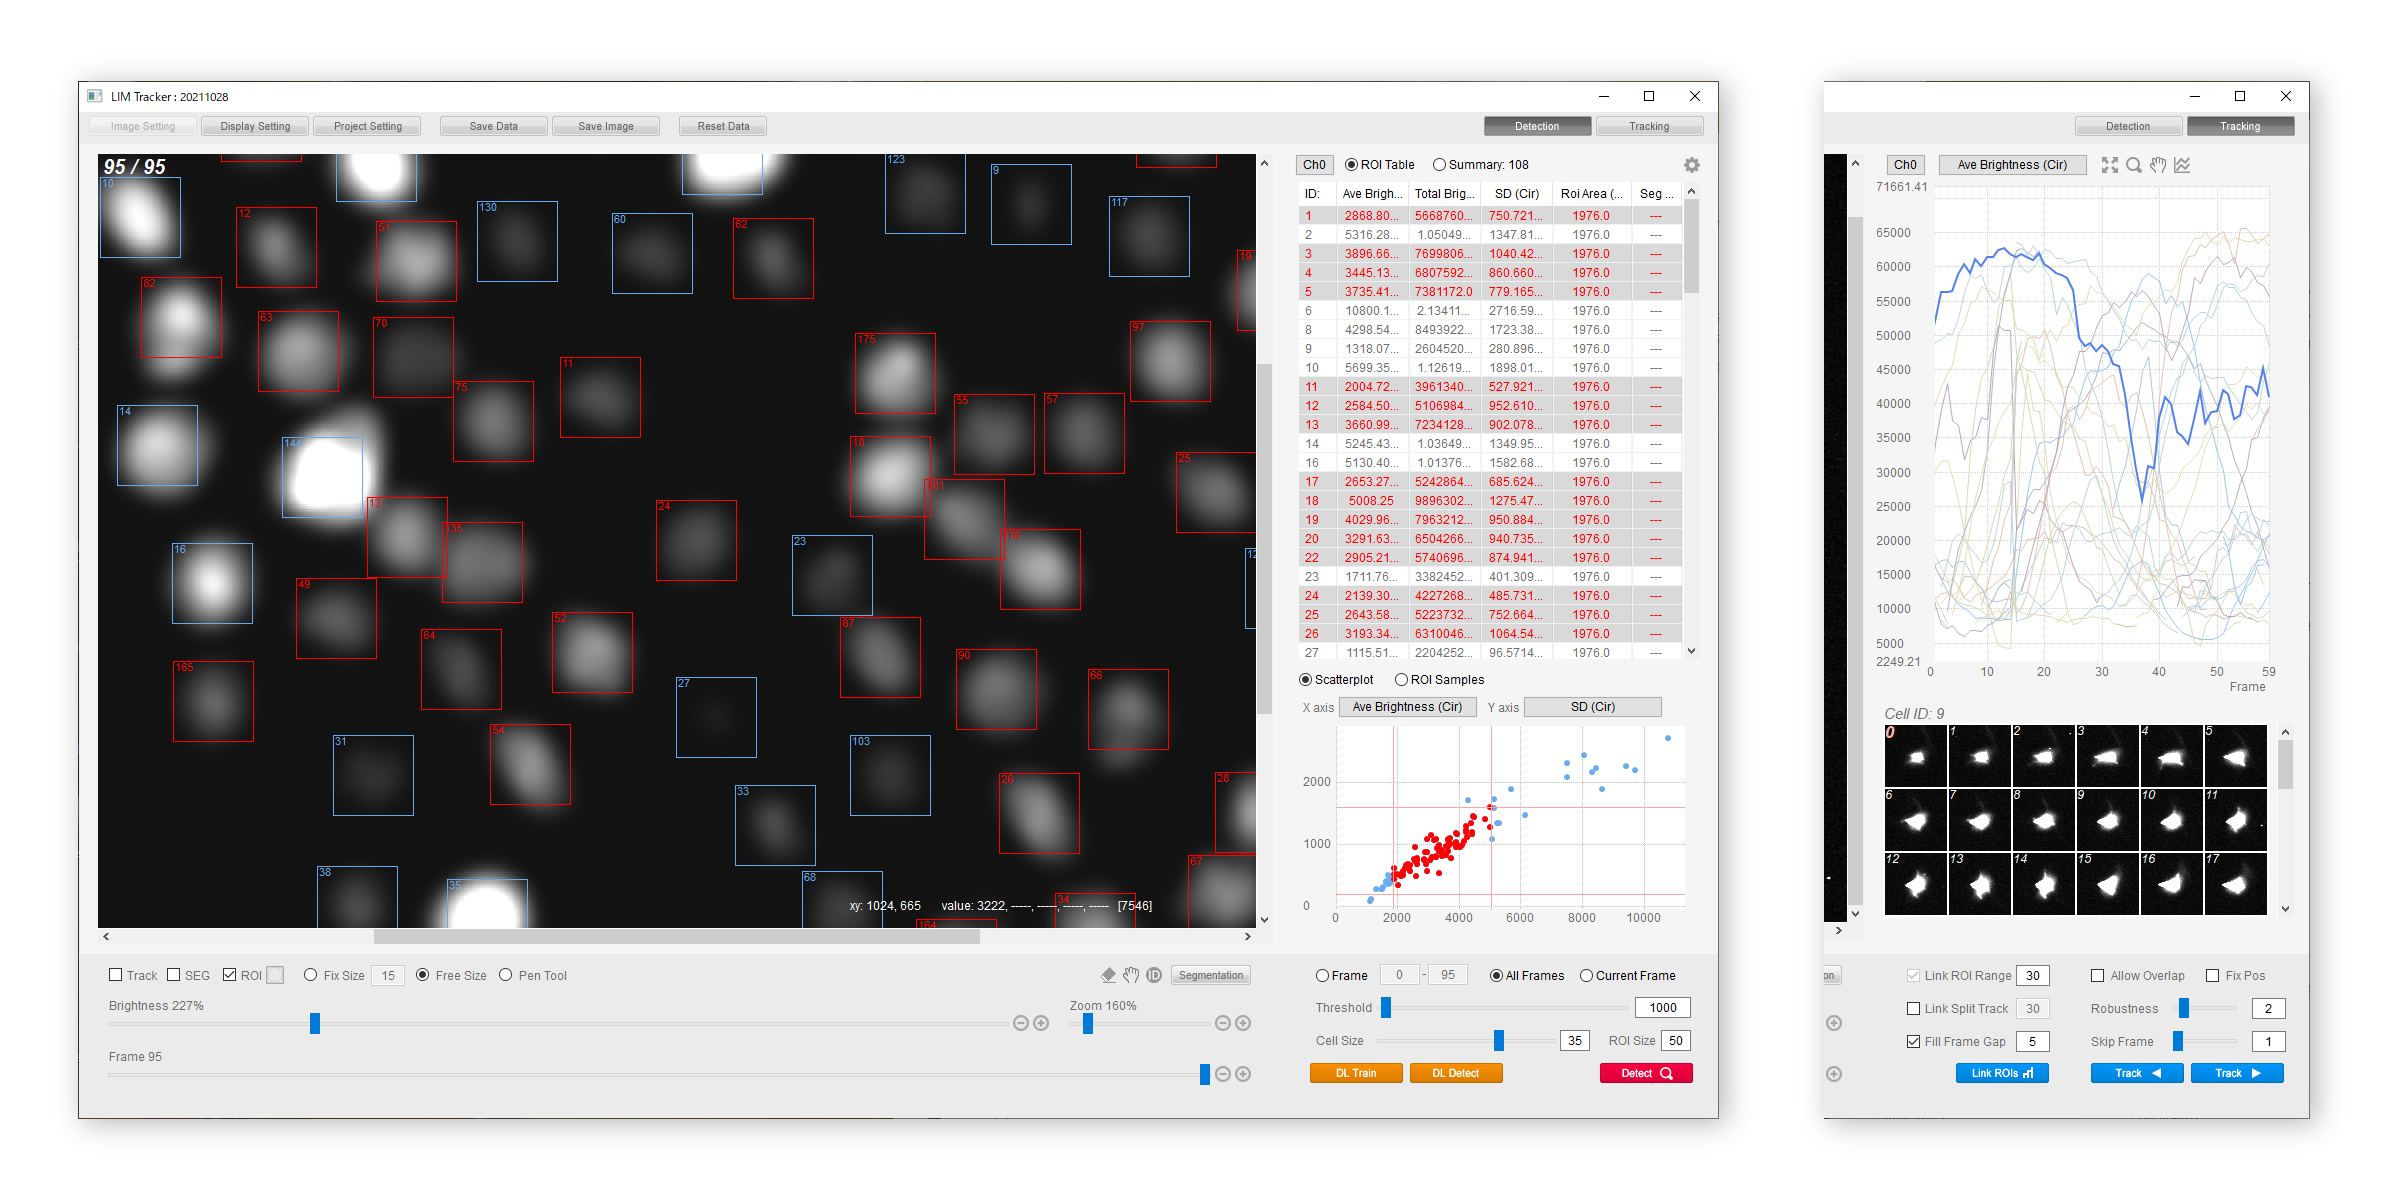 LIM Tracker : 20211028
Image Setting Display Setting Project Setting Save Data Save Image Reset Data Detection Tracking
95 / 95
10
12
51
130
60
62
123
9
117
19
82
63
70
75
11
175
97
14
144
13
135
24
18
55
57
101
176
25
16
49
64
52
23
87
90
12
165
54
27
66
31
33
103
26
28
38
35
68
34
67
164
xy: 1024, 665 value: 3222, -----, -----, -----, ----- [7546]
Ch0 ROI Table Summary: 108
ID: Ave Brigh... Total Brig... SD (Cir) Roi Area (... Seg ...
1 2868.80... 5668760... 750.721... 1976.0 ---
2 5316.28... 1.05049... 1347.81... 1976.0 ---
3 3896.66... 7699806... 1040.42... 1976.0 ---
4 3445.13... 6807592... 860.660... 1976.0 ---
5 3735.41... 7381172.0 779.165... 1976.0 ---
6 10800.1... 2.13411... 2716.59... 1976.0 ---
8 4298.54... 8493922... 1723.38... 1976.0 ---
9 1318.07... 2604520... 280.896... 1976.0 ---
10 5699.35... 1.12619... 1898.01... 1976.0 ---
11 2004.72... 3961340... 527.921... 1976.0 ---
12 2584.50... 5106984... 952.610... 1976.0 ---
13 3660.99... 7234128... 902.078... 1976.0 ---
14 5245.43... 1.03649... 1349.95... 1976.0 ---
16 5130.40... 1.01376... 1582.68... 1976.0 ---
17 2653.27... 5242864... 685.624... 1976.0 ---
18 5008.25 9896302... 1275.47... 1976.0 ---
19 4029.96... 7963212... 950.884... 1976.0 ---
20 3291.63... 6504266... 940.735... 1976.0 ---
22 2905.21... 5740696... 874.941... 1976.0 ---
23 1711.76... 3382452... 401.309... 1976.0 ---
24 2139.30... 4227268... 485.731... 1976.0 ---
25 2643.58... 5223732... 752.664... 1976.0 ---
26 3193.34... 6310046... 1064.54... 1976.0 ---
27 1115.51... 2204252... 96.5714... 1976.0 ---
Scatterplot ROI Samples
X axis Ave Brightness (Cir) Y axis SD (Cir)
2000
1000
0
0 2000 4000 6000 8000 10000
Track SEG ROI Fix Size 15 Free Size Pen Tool ID Segmentation
Brightness 227% Zoom 160%
Frame 95
Frame 0 - 95 All Frames Current Frame
Threshold 1000
Cell Size 35 ROI Size 50
DL Train DL Detect Detect
Detection Tracking
Ch0 Ave Brightness (Cir)
71661.41
65000
60000
55000
50000
45000
40000
35000
30000
25000
20000
15000
10000
5000
2249.21
0 10 20 30 40 50 59
Frame
Cell ID: 9
0 1 2 3 4 5
6 7 8 9 10 11
12 13 14 15 16 17
on Link ROI Range 30 Allow Overlap Fix Pos
Link Split Track 30 Robustness 2
Fill Frame Gap 5 Skip Frame 1
Link ROIs Track Track